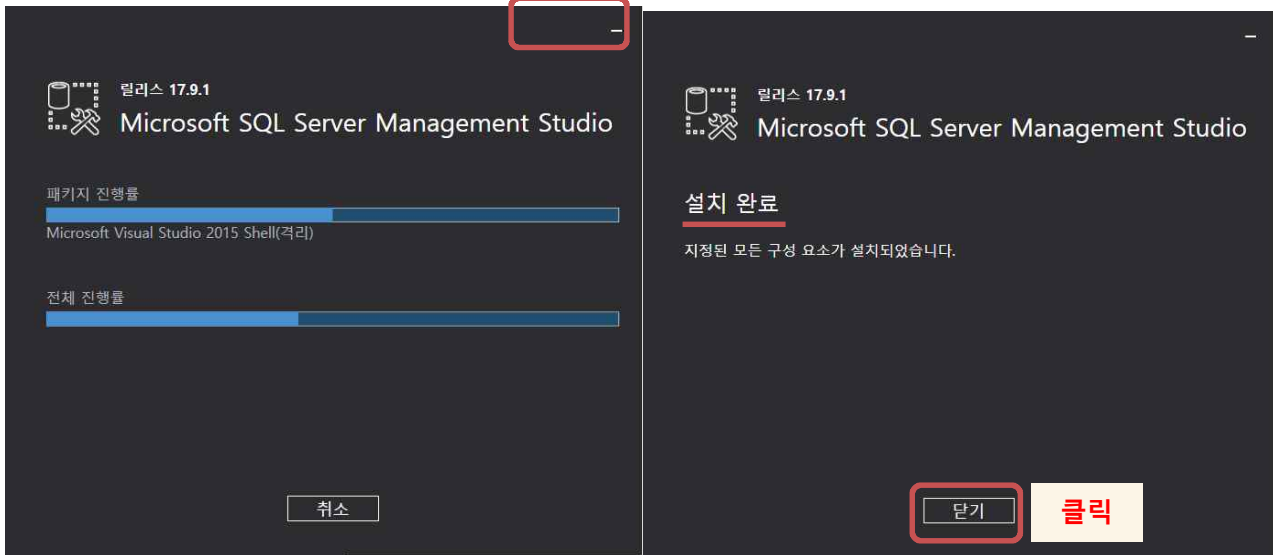 릴리스 17.9.1
Microsoft SQL Server Management Studio
패키지 진행률
Microsoft Visual Studio 2015 Shell(격리)
전체 진행률
취소
릴리스 17.9.1
Microsoft SQL Server Management Studio
설치 완료
지정된 모든 구성 요소가 설치되었습니다.
닫기
클릭